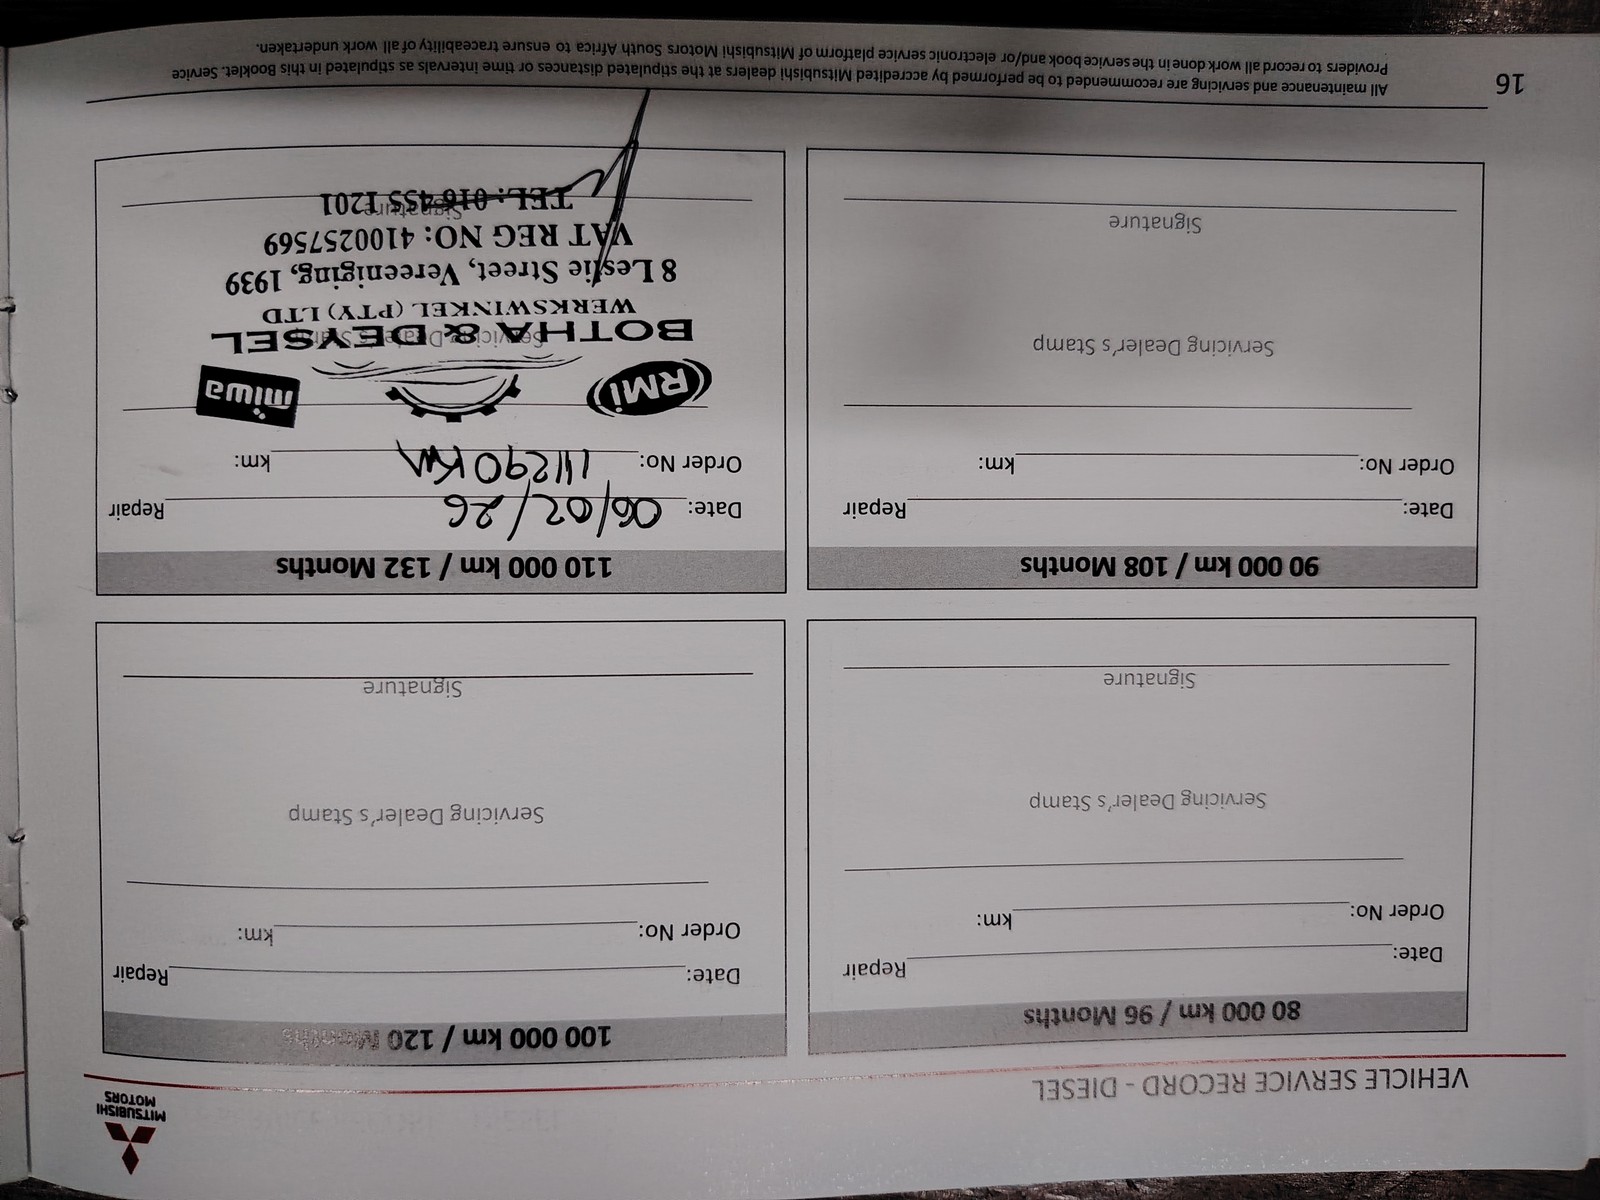 VEHICLE SERVICE RECORD - DIESEL
MITSUBISHI
MOTORS
80 000 km / 96 Months
Date: Repair
Order No: km:
Servicing Dealer's Stamp
Signature
100 000 km / 120 Months
Date: Repair
Order No: km:
Servicing Dealer's Stamp
Signature
90 000 km / 108 Months
Date: Repair
Order No: km:
Servicing Dealer's Stamp
Signature
110 000 km / 132 Months
Date: 06/02/26 Repair
Order No: 111290 KM km:
RMi
miwa
Servicing Dealer's Stamp
BOTHA & DEYSEL
WERKSWINKEL (PTY) LTD
8 Leslie Street, Vereeniging, 1939
VAT REG NO: 4100257569
TEL: 016 455 1201
Signature
All maintenance and servicing are recommended to be performed by accredited Mitsubishi dealers at the stipulated distances or time intervals as stipulated in this Booklet. Service
Providers to record all work done in the service book and/or electronic service platform of Mitsubishi Motors South Africa to ensure traceability of all work undertaken.
16